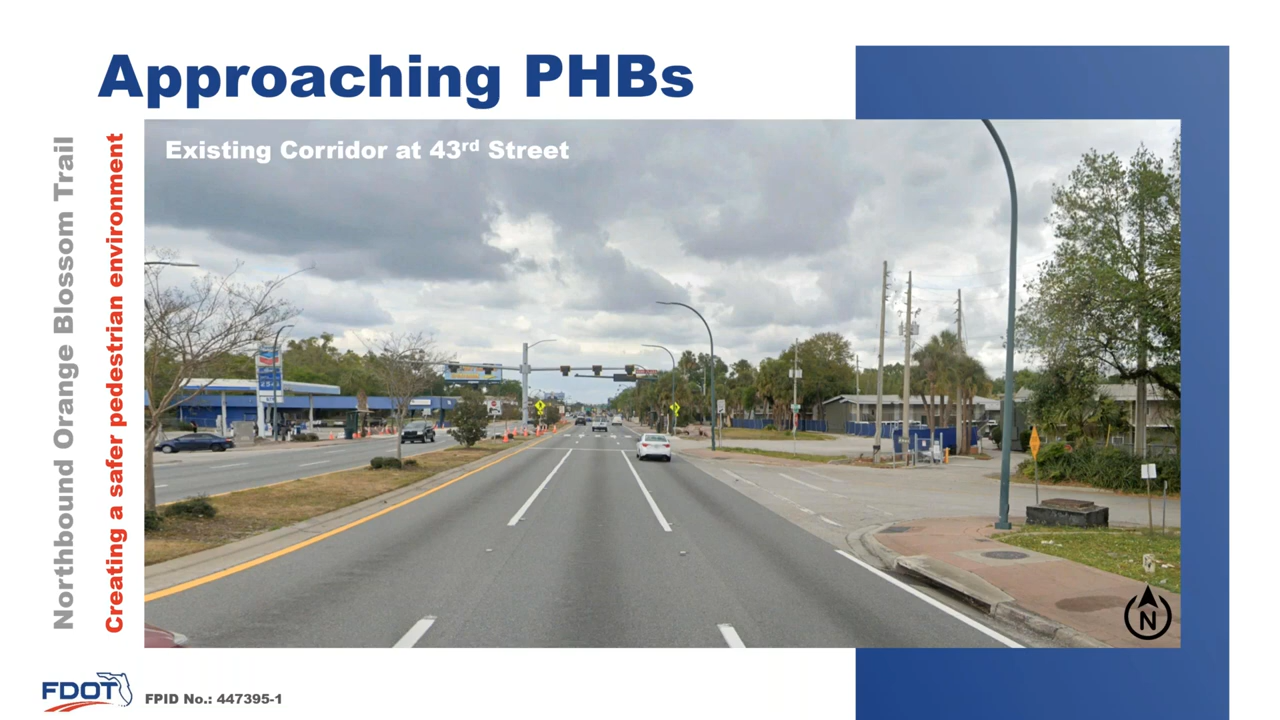 Approaching PHBs
Northbound Orange Blossom Trail
Creating a safer pedestrian environment
Existing Corridor at 43rd Street
N
FDOT
FPID No.: 447395-1